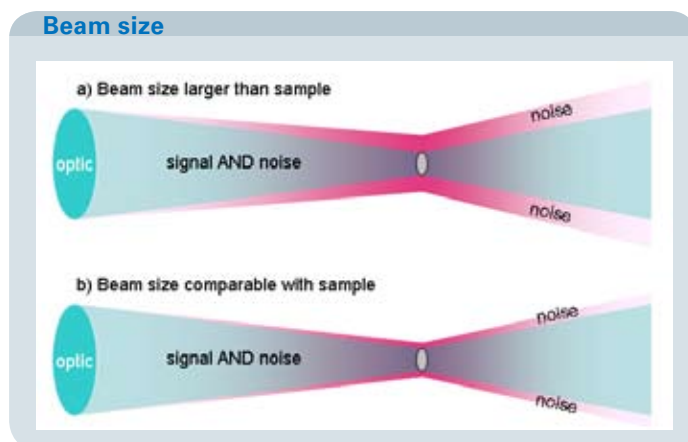 Beam size
a) Beam size larger than sample
noise
optic
signal AND noise
noise
b) Beam size comparable with sample
noise
optic
signal AND noise
noise